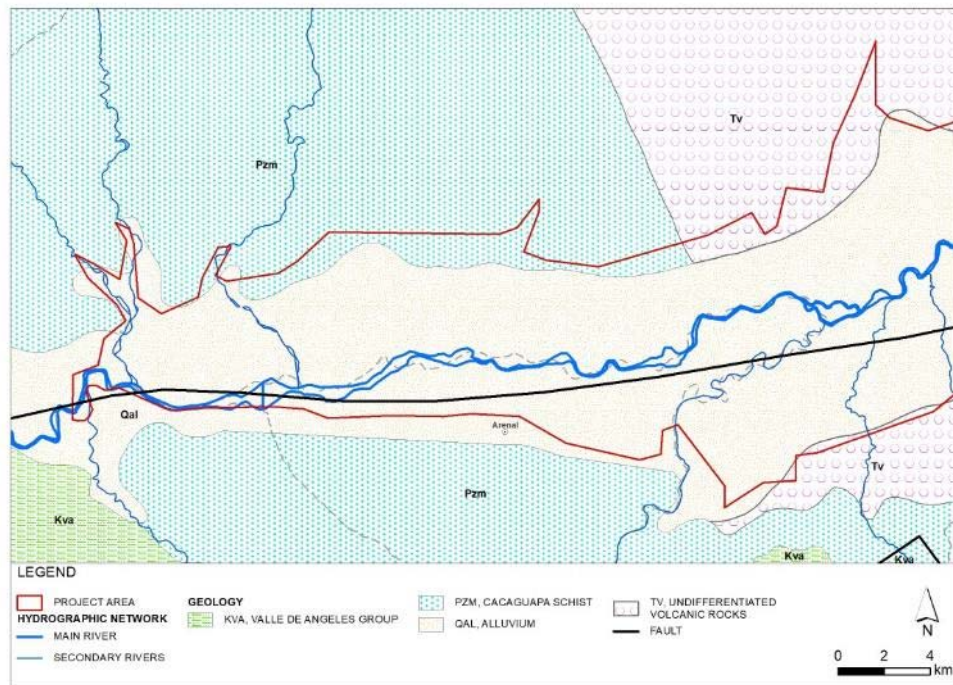 Tv
Pzm
Qal
Arenal
Pzm
Tv
Kva
Kva
Kva
LEGEND
PROJECT AREA
HYDROGRAPHIC NETWORK
MAIN RIVER
SECONDARY RIVERS
GEOLOGY
KVA, VALLE DE ANGELES GROUP
PZM, CACAGUAPA SCHIST
QAL, ALLUVIUM
TV, UNDIFFERENTIATED
VOLCANIC ROCKS
FAULT
N
0 2 4
km